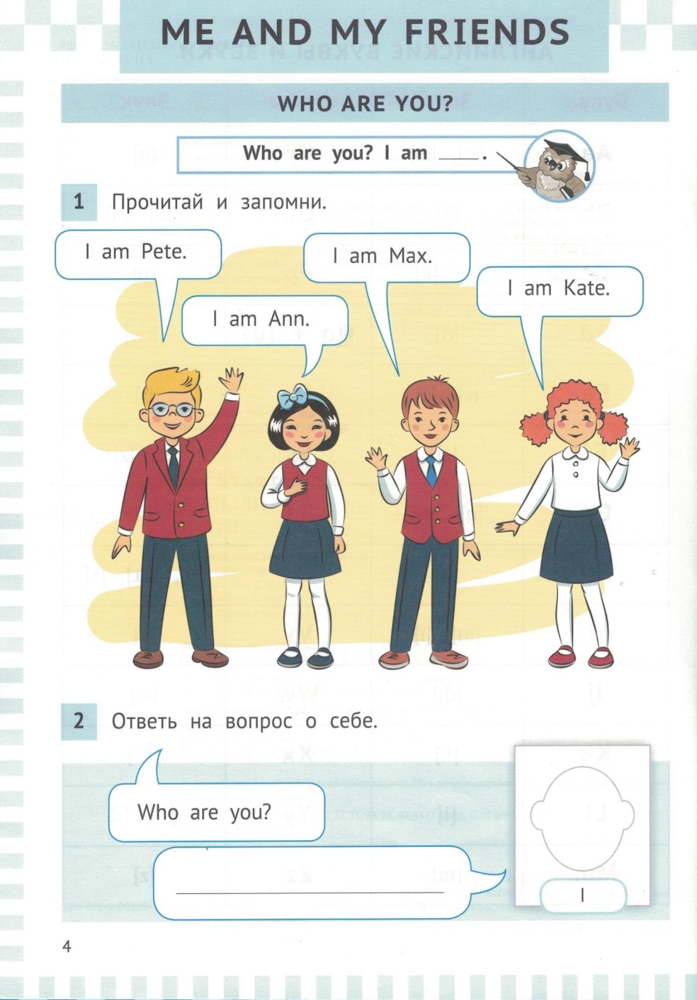 ME AND MY FRIENDS
WHO ARE YOU?
Who are you? I am ____.
1 Прочитай и запомни.
I am Pete.
I am Max.
I am Kate.
I am Ann.
2 Ответь на вопрос о себе.
Who are you?
I
4